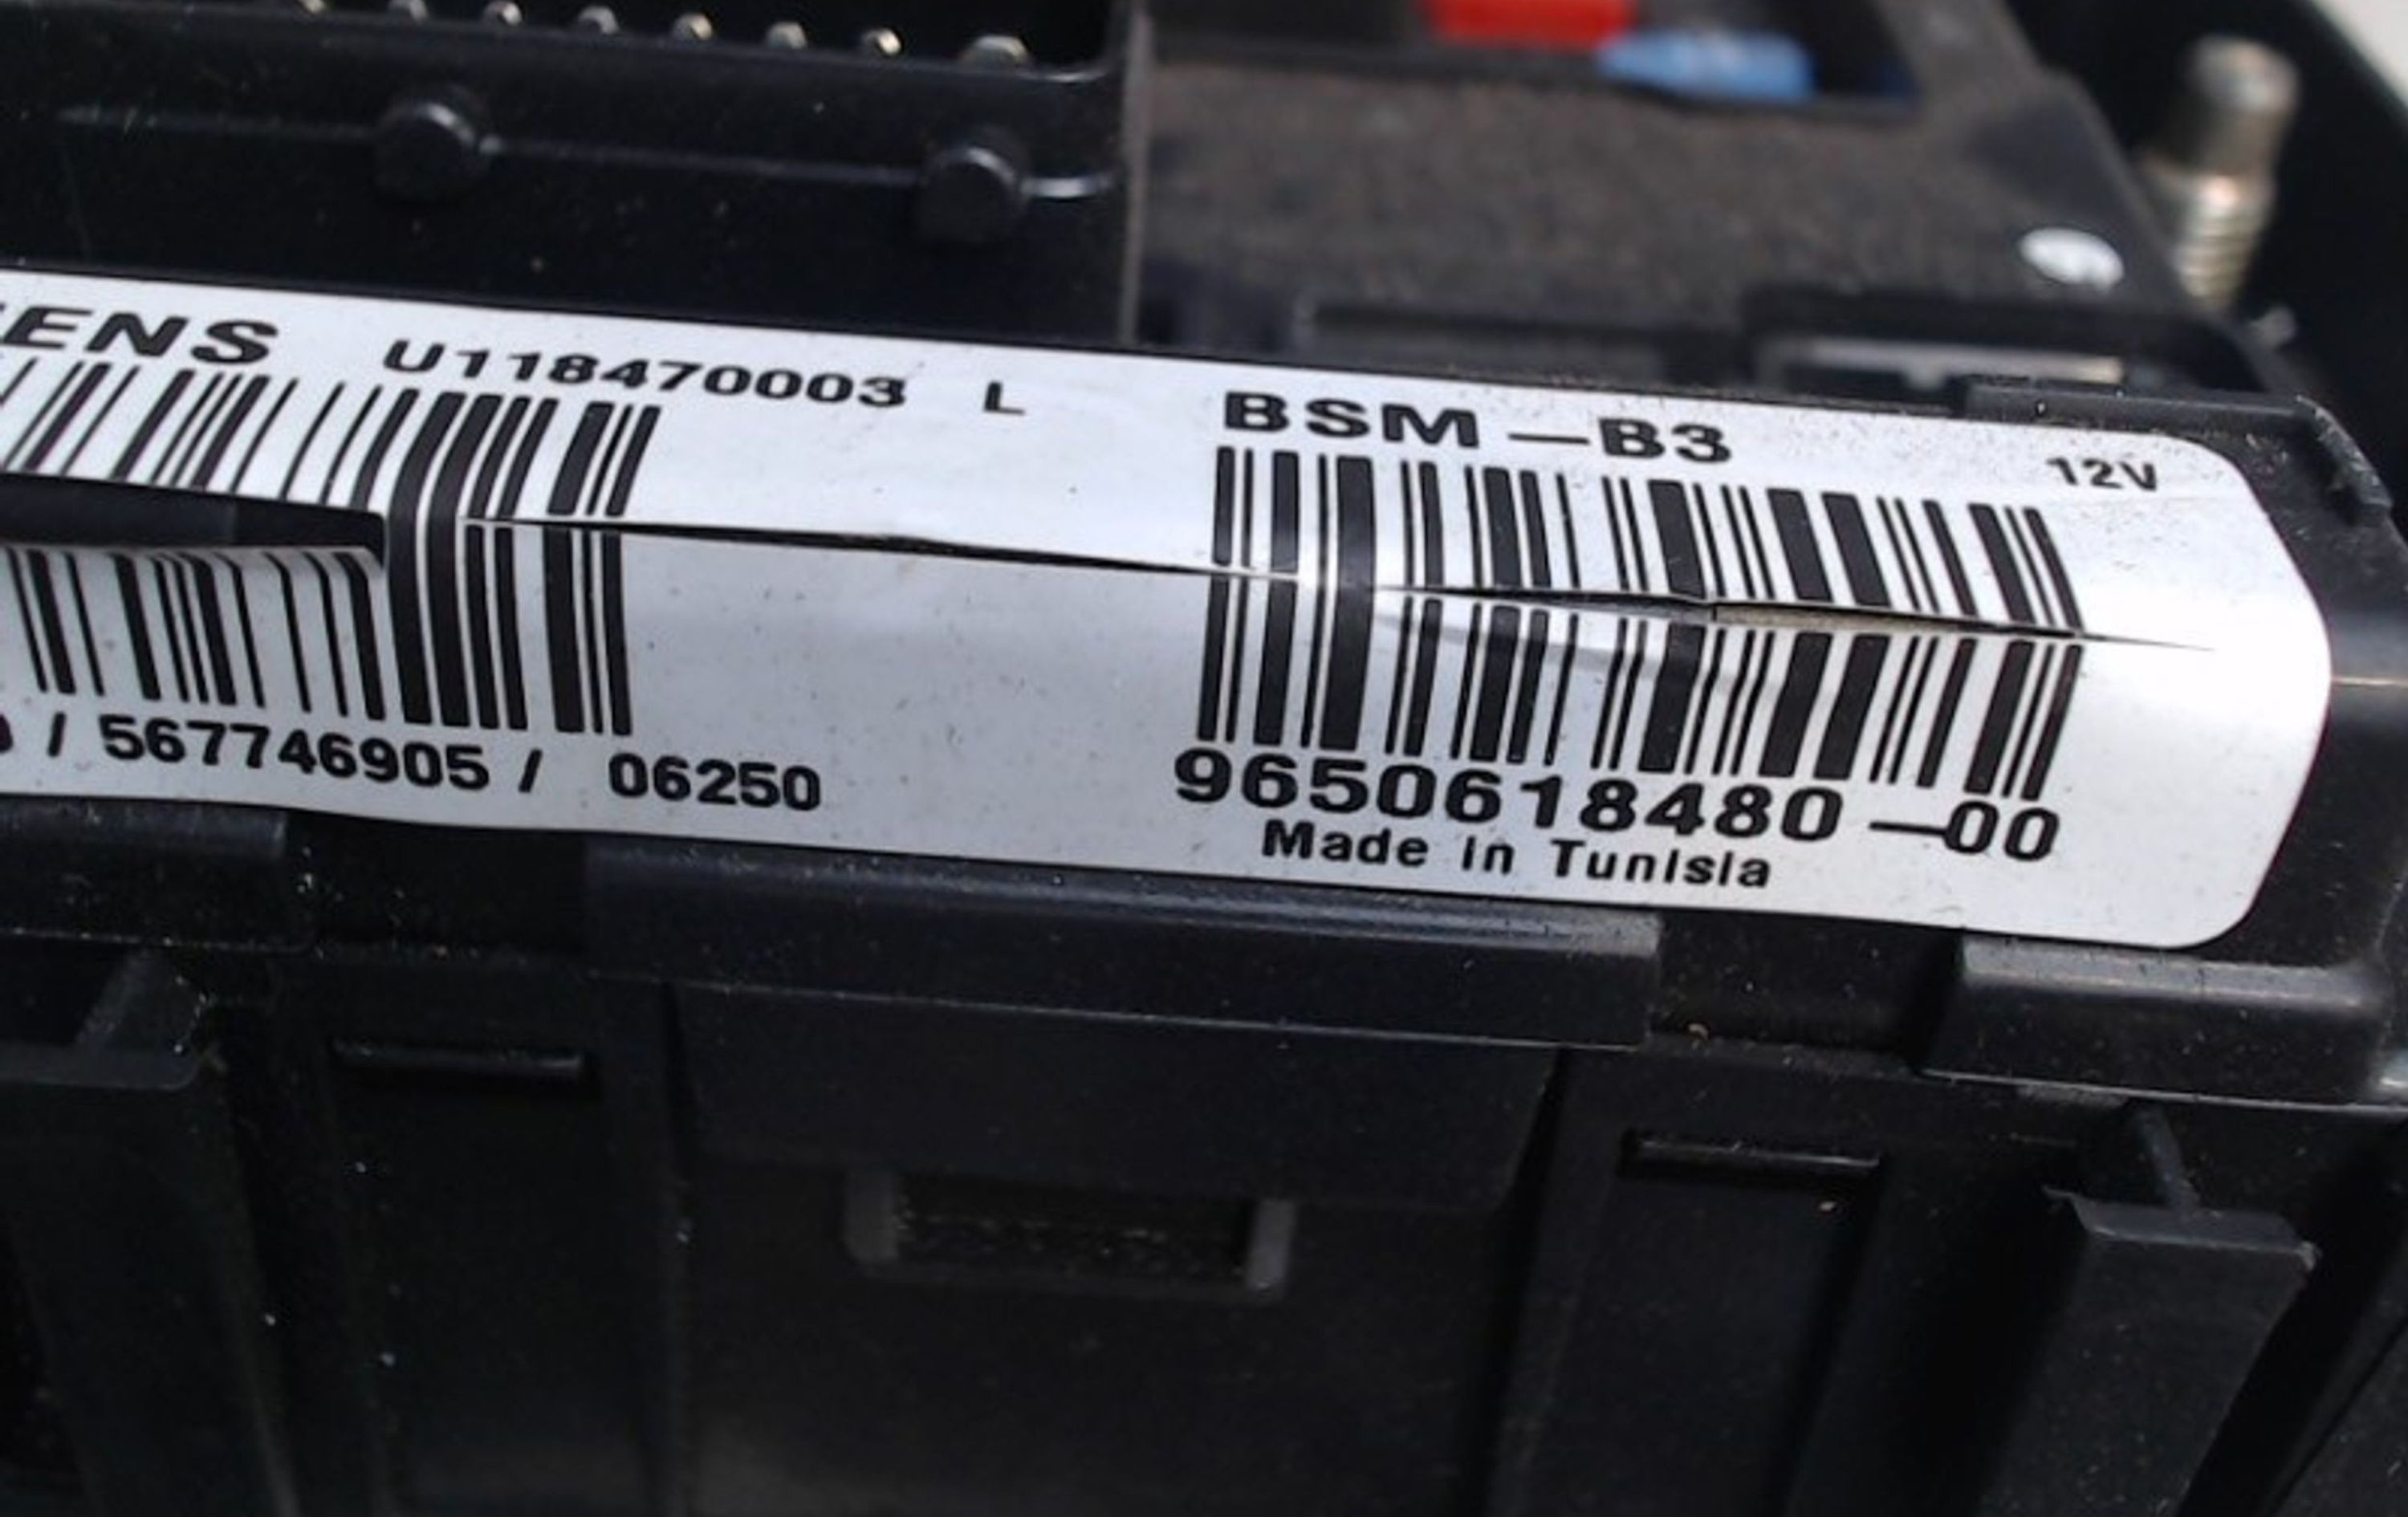 ENS U118470003 L
/ 567746905 / 06250
BSM-B3
12V
9650618480-00
Made in Tunisia